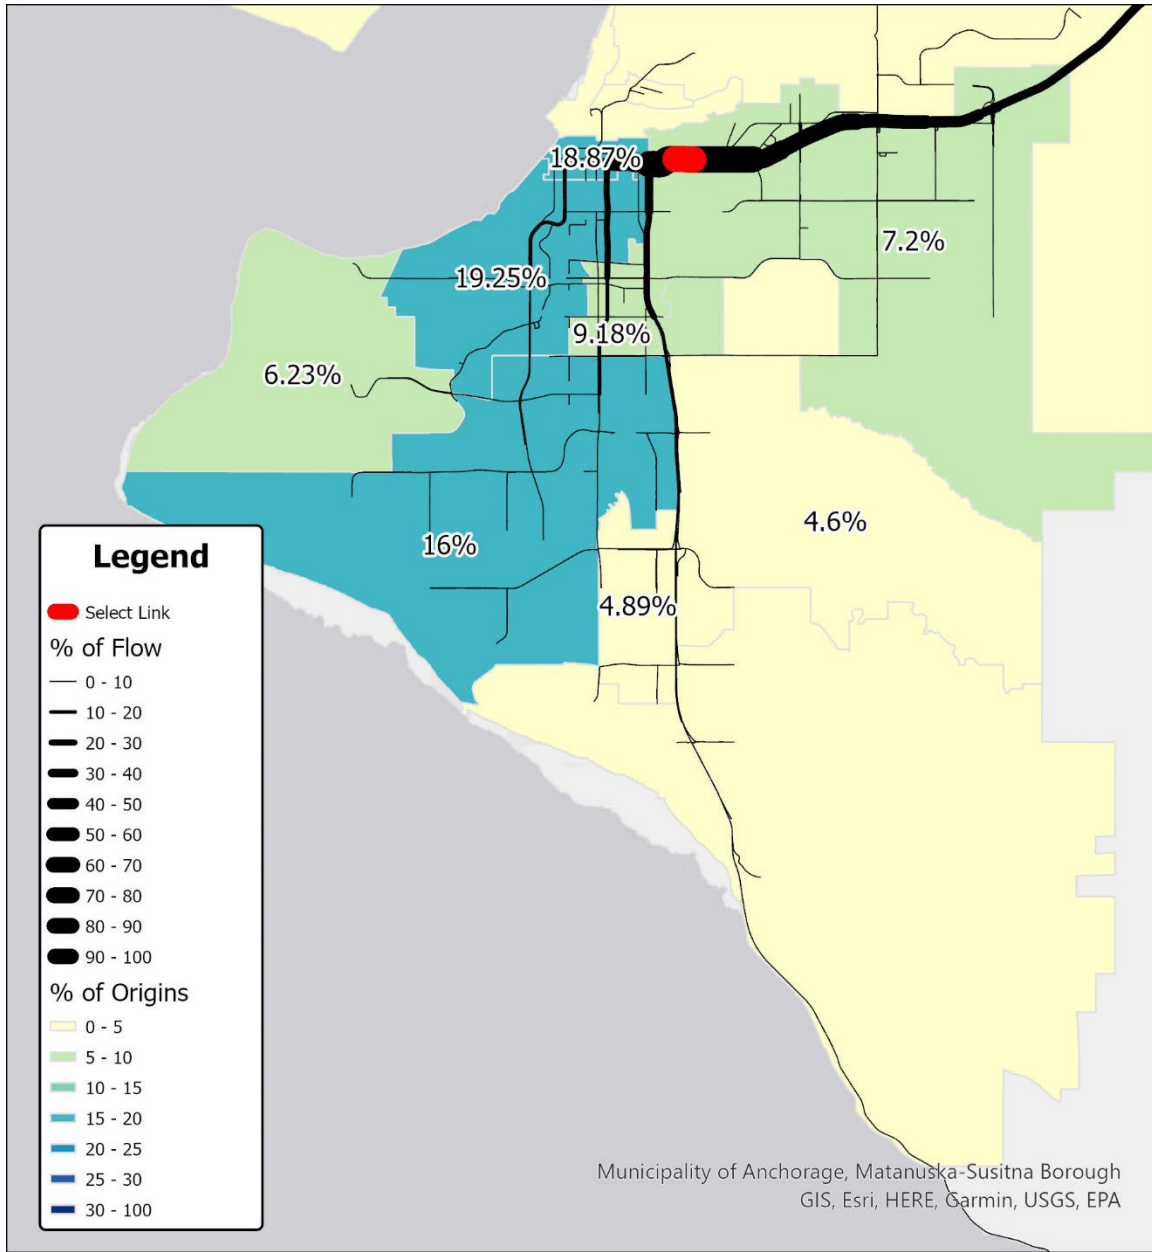 18.87%
7.2%
19.25%
9.18%
6.23%
4.6%
16%
4.89%
Legend
Select Link
% of Flow
0 - 10
10 - 20
20 - 30
30 - 40
40 - 50
50 - 60
60 - 70
70 - 80
80 - 90
90 - 100
% of Origins
0 - 5
5 - 10
10 - 15
15 - 20
20 - 25
25 - 30
30 - 100
Municipality of Anchorage, Matanuska-Susitna Borough
GIS, Esri, HERE, Garmin, USGS, EPA